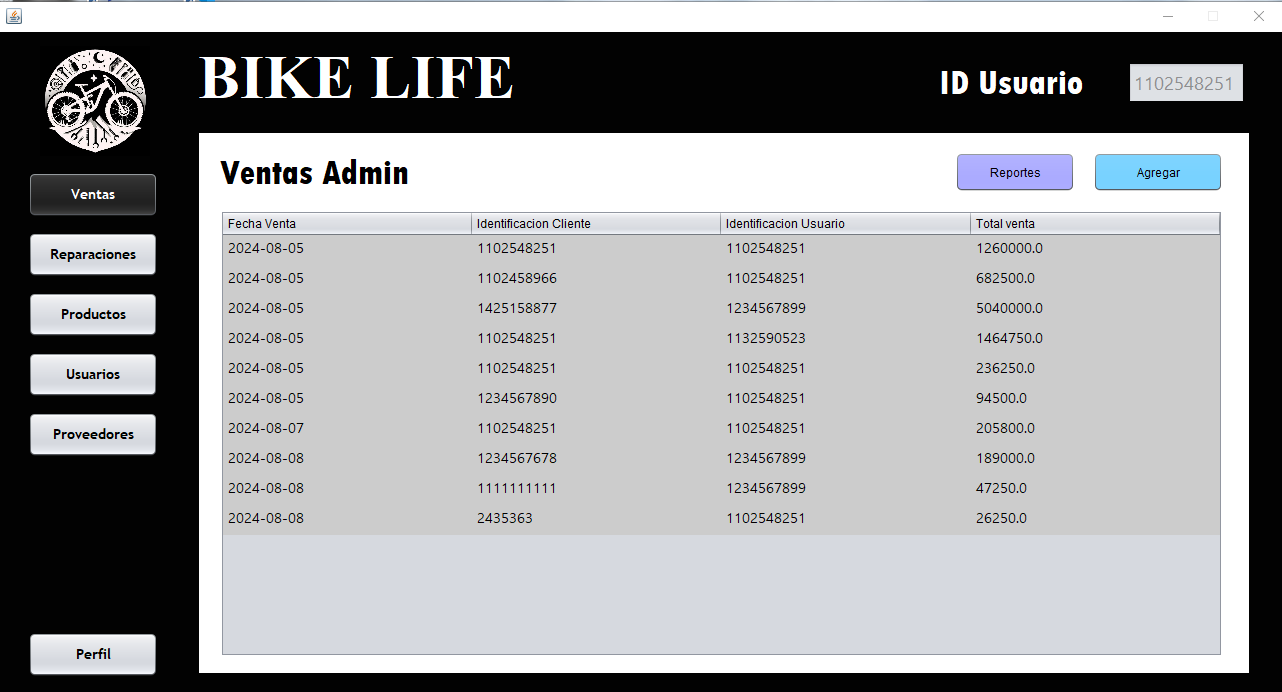 BIKE LIFE
ID Usuario 1102548251
Ventas Admin
Reportes Agregar
Ventas
Reparaciones
Productos
Usuarios
Proveedores
Perfil
Fecha Venta Identificacion Cliente Identificacion Usuario Total venta
2024-08-05 1102548251 1102548251 1260000.0
2024-08-05 1102458966 1102548251 682500.0
2024-08-05 1425158877 1234567899 5040000.0
2024-08-05 1102548251 1132590523 1464750.0
2024-08-05 1102548251 1102548251 236250.0
2024-08-05 1234567890 1102548251 94500.0
2024-08-07 1102548251 1102548251 205800.0
2024-08-08 1234567678 1234567899 189000.0
2024-08-08 1111111111 1234567899 47250.0
2024-08-08 2435363 1102548251 26250.0